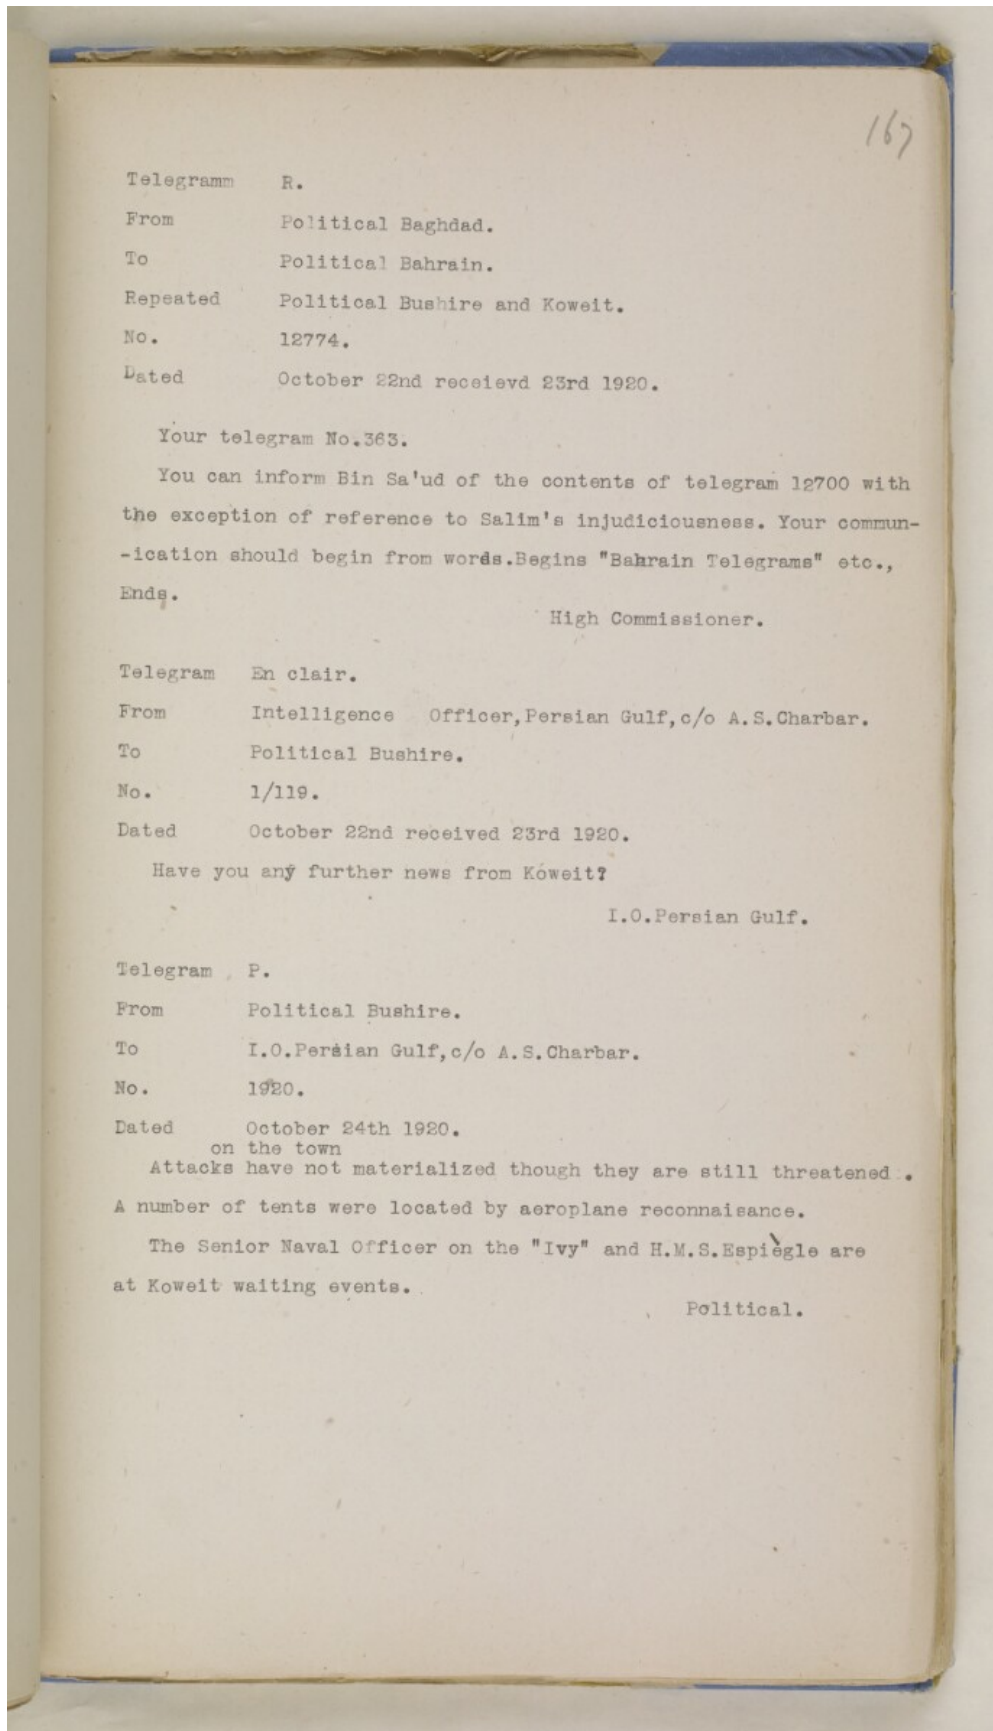 167
Telegramm R.
From Political Baghdad.
To Political Bahrain.
Repeated Political Bushire and Koweit.
No. 12774.
Dated October 22nd receievd 23rd 1920.
Your telegram No.363.
You can inform Bin Sa'ud of the contents of telegram 12700 with
the exception of reference to Salim's injudiciousness. Your commun-
-ication should begin from words.Begins "Bahrain Telegrams" etc.,
Ends.
High Commissioner.
Telegram En clair.
From Intelligence Officer,Persian Gulf,c/o A.S.Charbar.
To Political Bushire.
No. 1/119.
Dated October 22nd received 23rd 1920.
Have you any further news from Koweit?
I.O.Persian Gulf.
Telegram P.
From Political Bushire.
To I.O.Persian Gulf,c/o A.S.Charbar.
No. 1920.
Dated October 24th 1920.
on the town
Attacks have not materialized though they are still threatened .
A number of tents were located by aeroplane reconnaisance.
The Senior Naval Officer on the "Ivy" and H.M.S.Espiègle are
at Koweit waiting events.
Political.